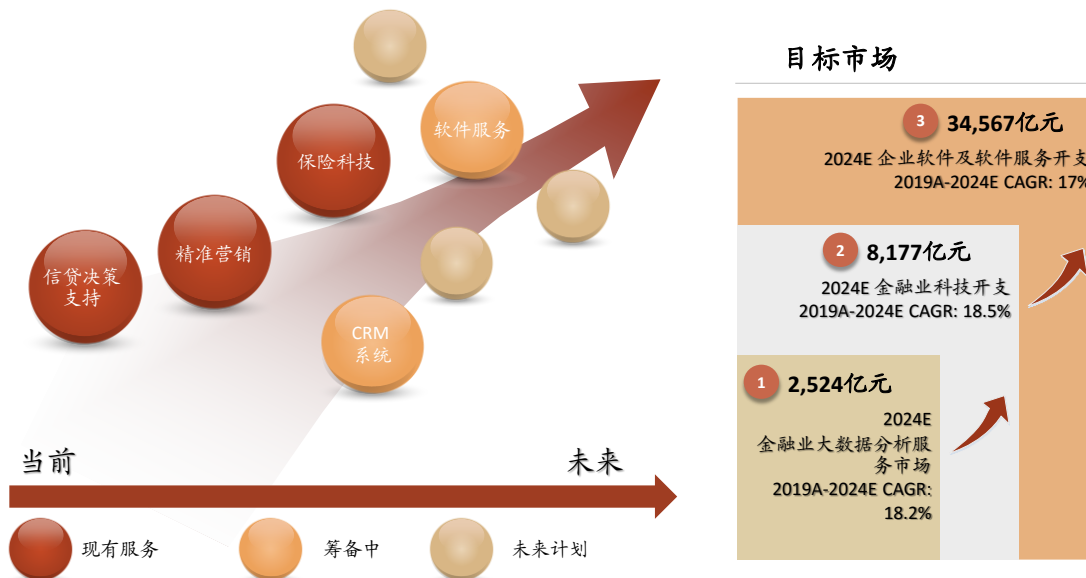 软件服务
保险科技
精准营销
信贷决策
支持
CRM
系统
当前
未来
现有服务
筹备中
未来计划
目标市场
3
34,567亿元
2024E 企业软件及软件服务开支
2019A-2024E CAGR: 17%
2
8,177亿元
2024E 金融业科技开支
2019A-2024E CAGR: 18.5%
1
2,524亿元
2024E
金融业大数据分析服
务市场
2019A-2024E CAGR:
18.2%